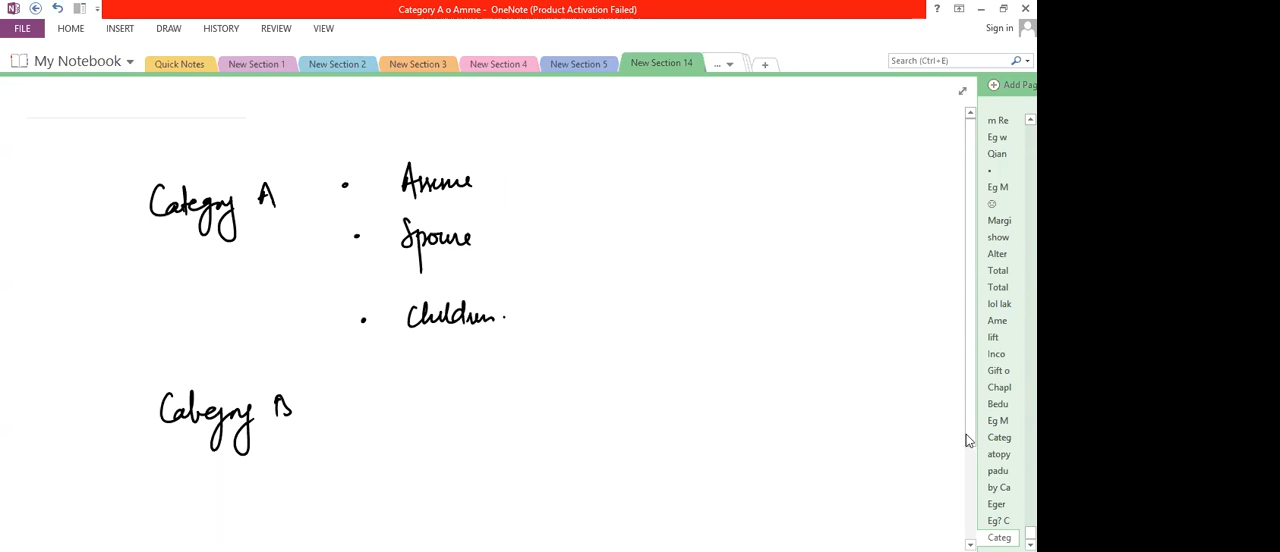 Category A o Amme - OneNote (Product Activation Failed)
?
FILE HOME INSERT DRAW HISTORY REVIEW VIEW
Sign in
My Notebook
Quick Notes New Section 1 New Section 2 New Section 3 New Section 4 New Section 5 New Section 14 ...
Search (Ctrl+E)
Add Pag
m Re
Eg w
Qian
•
Eg M
☹
Margi
show
Alter
Total
Total
lol lak
Ame
lift
Inco
Gift o
Chapl
Bedu
Eg M
Categ
atopy
padu
by Ca
Eger
Eg? C
Categ
Category A
• Assume
• Spouse
• Children.
Category B